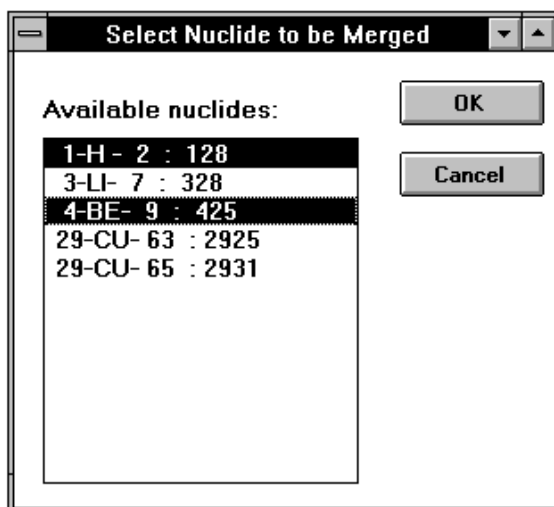 Select Nuclide to be Merged
Available nuclides:
1-H - 2 : 128
3-LI- 7 : 328
4-BE- 9 : 425
29-CU- 63 : 2925
29-CU- 65 : 2931
OK
Cancel